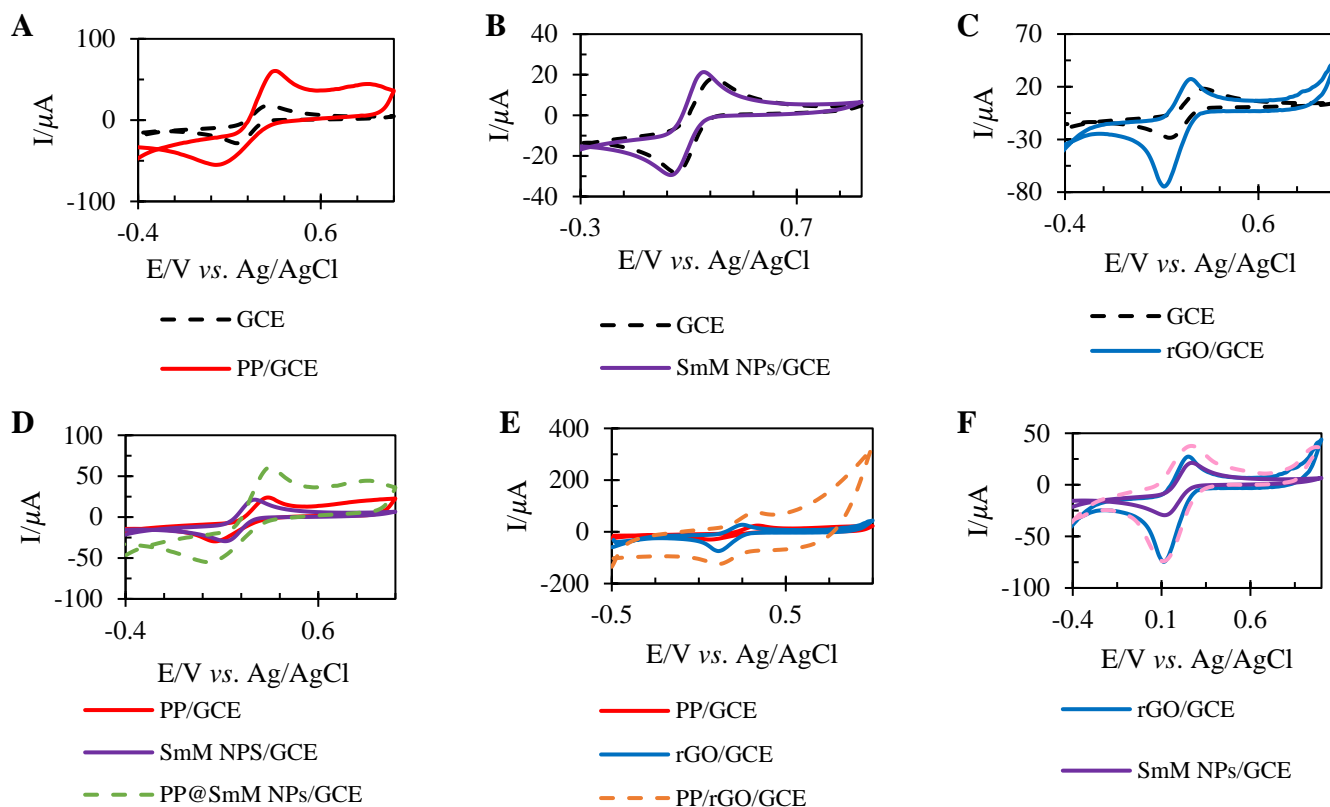 A
100
0
-100
I/µA
-0.4
0.6
E/V vs. Ag/AgCl
GCE
PP/GCE
B
40
20
0
-20
-40
I/µA
-0.3
0.7
E/V vs. Ag/AgCl
GCE
SmM NPs/GCE
C
70
20
-30
-80
I/µA
-0.4
0.6
E/V vs. Ag/AgCl
GCE
rGO/GCE
D
100
50
0
-50
-100
I/µA
-0.4
0.6
E/V vs. Ag/AgCl
PP/GCE
SmM NPS/GCE
PP@SmM NPs/GCE
E
400
200
0
-200
I/µA
-0.5
0.5
E/V vs. Ag/AgCl
PP/GCE
rGO/GCE
PP/rGO/GCE
F
50
0
-50
-100
I/µA
-0.4
0.1
0.6
E/V vs. Ag/AgCl
rGO/GCE
SmM NPs/GCE